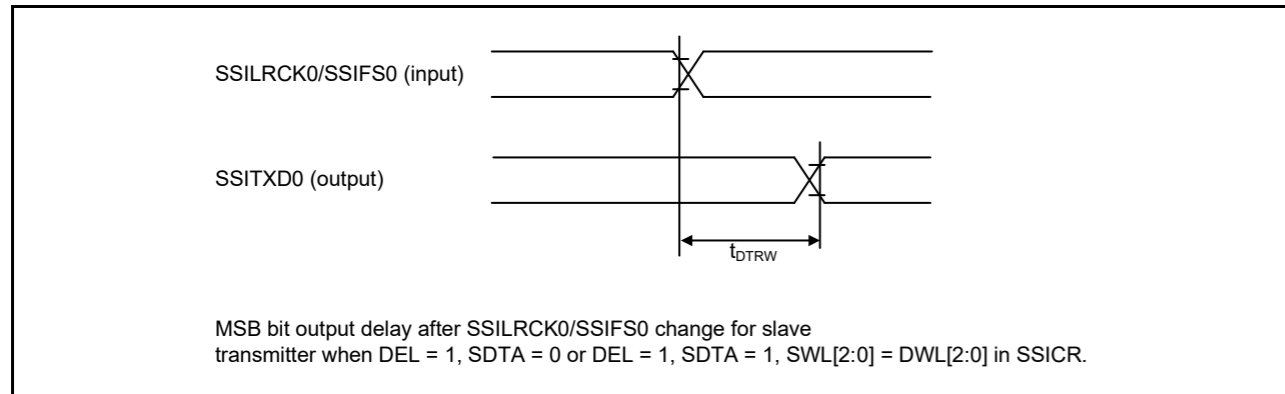 SSILRCK0/SSIFS0 (input)
SSITXD0 (output)
tDTRW
MSB bit output delay after SSILRCK0/SSIFS0 change for slave
transmitter when DEL = 1, SDTA = 0 or DEL = 1, SDTA = 1, SWL[2:0] = DWL[2:0] in SSICR.